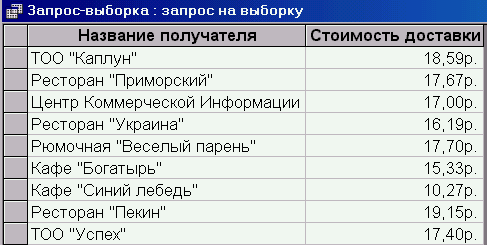 Запрос-выборка : запрос на выборку
Название получателя Стоимость доставки
ТОО "Каплун" 18,59р.
Ресторан "Приморский" 17,67р.
Центр Коммерческой Информации 17,00р.
Ресторан "Украина" 16,19р.
Рюмочная "Веселый парень" 17,70р.
Кафе "Богатырь" 15,33р.
Кафе "Синий лебедь" 10,27р.
Ресторан "Пекин" 19,15р.
ТОО "Успех" 17,40р.